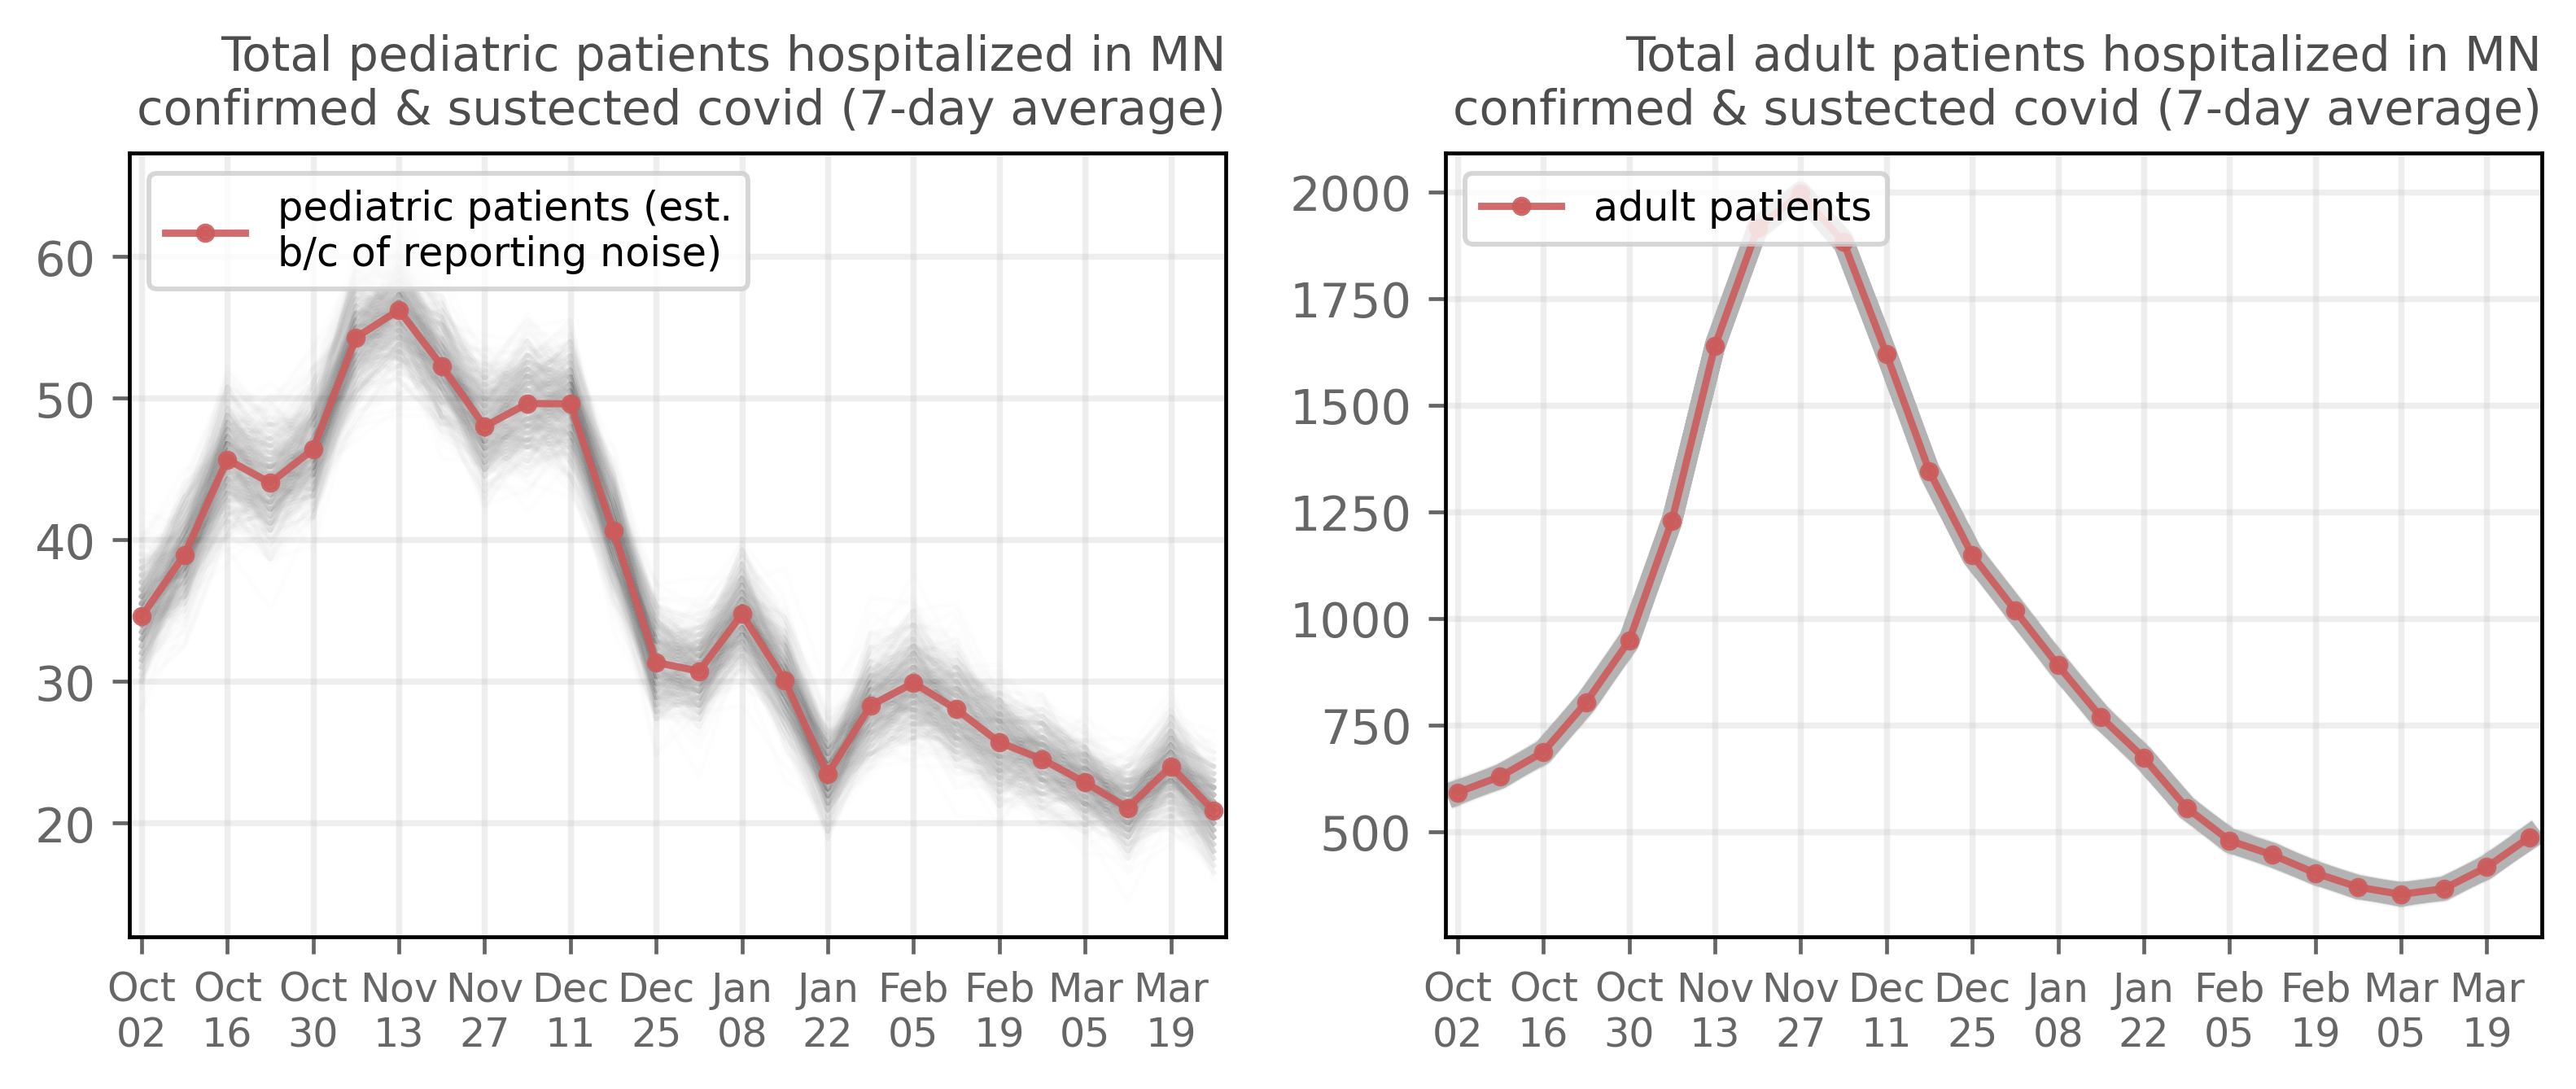 Total pediatric patients hospitalized in MN
confirmed & sustected covid (7-day average)
pediatric patients (est.
b/c of reporting noise)
60
50
40
30
20
Oct Oct Oct Nov Nov Dec Dec Jan Jan Feb Feb Mar Mar
02 16 30 13 27 11 25 08 22 05 19 05 19
Total adult patients hospitalized in MN
confirmed & sustected covid (7-day average)
adult patients
2000
1750
1500
1250
1000
750
500
Oct Oct Oct Nov Nov Dec Dec Jan Jan Feb Feb Mar Mar
02 16 30 13 27 11 25 08 22 05 19 05 19